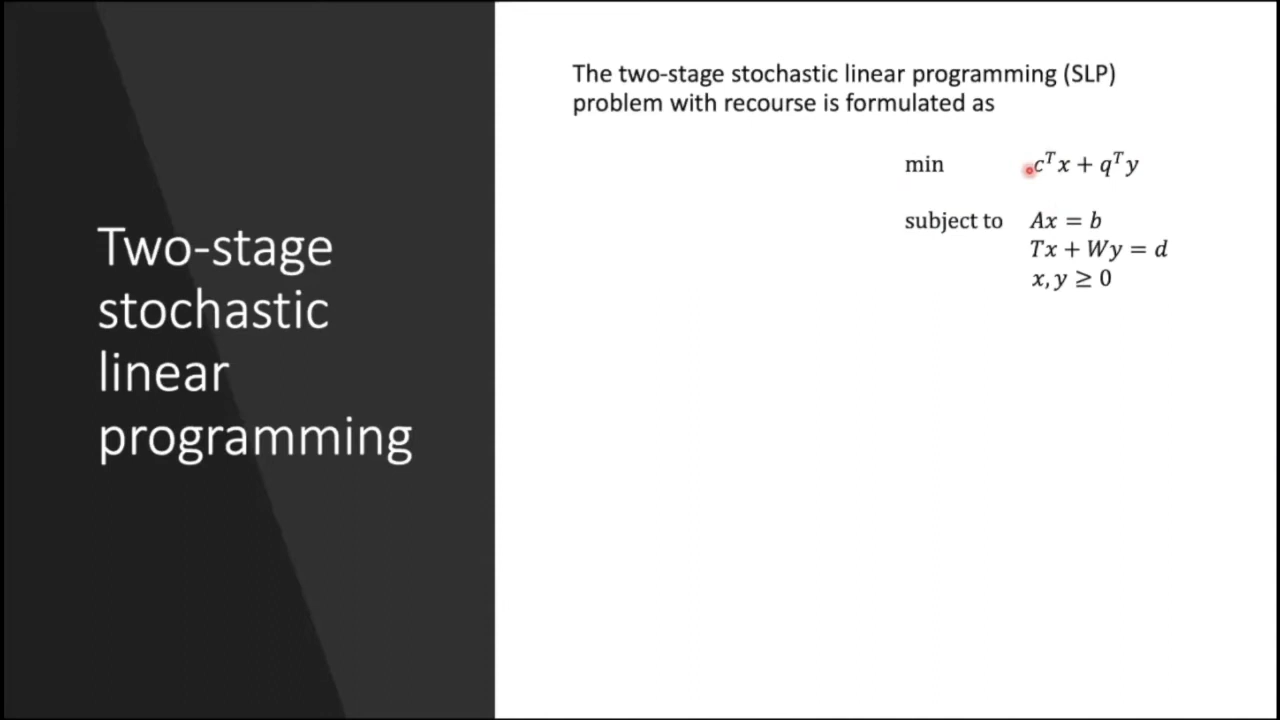 Two-stage
stochastic
linear
programming
The two-stage stochastic linear programming (SLP)
problem with recourse is formulated as
min cᵀx + qᵀy
subject to Ax = b
Tx + Wy = d
x, y ≥ 0